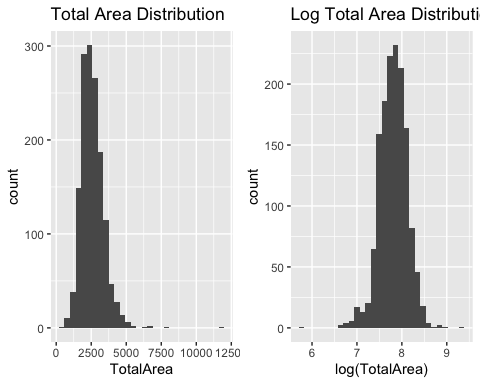 Total Area Distribution
300
200
100
0
count
0 2500 5000 7500 10000 1250
TotalArea
Log Total Area Distributi
200
150
100
50
0
count
6 7 8 9
log(TotalArea)